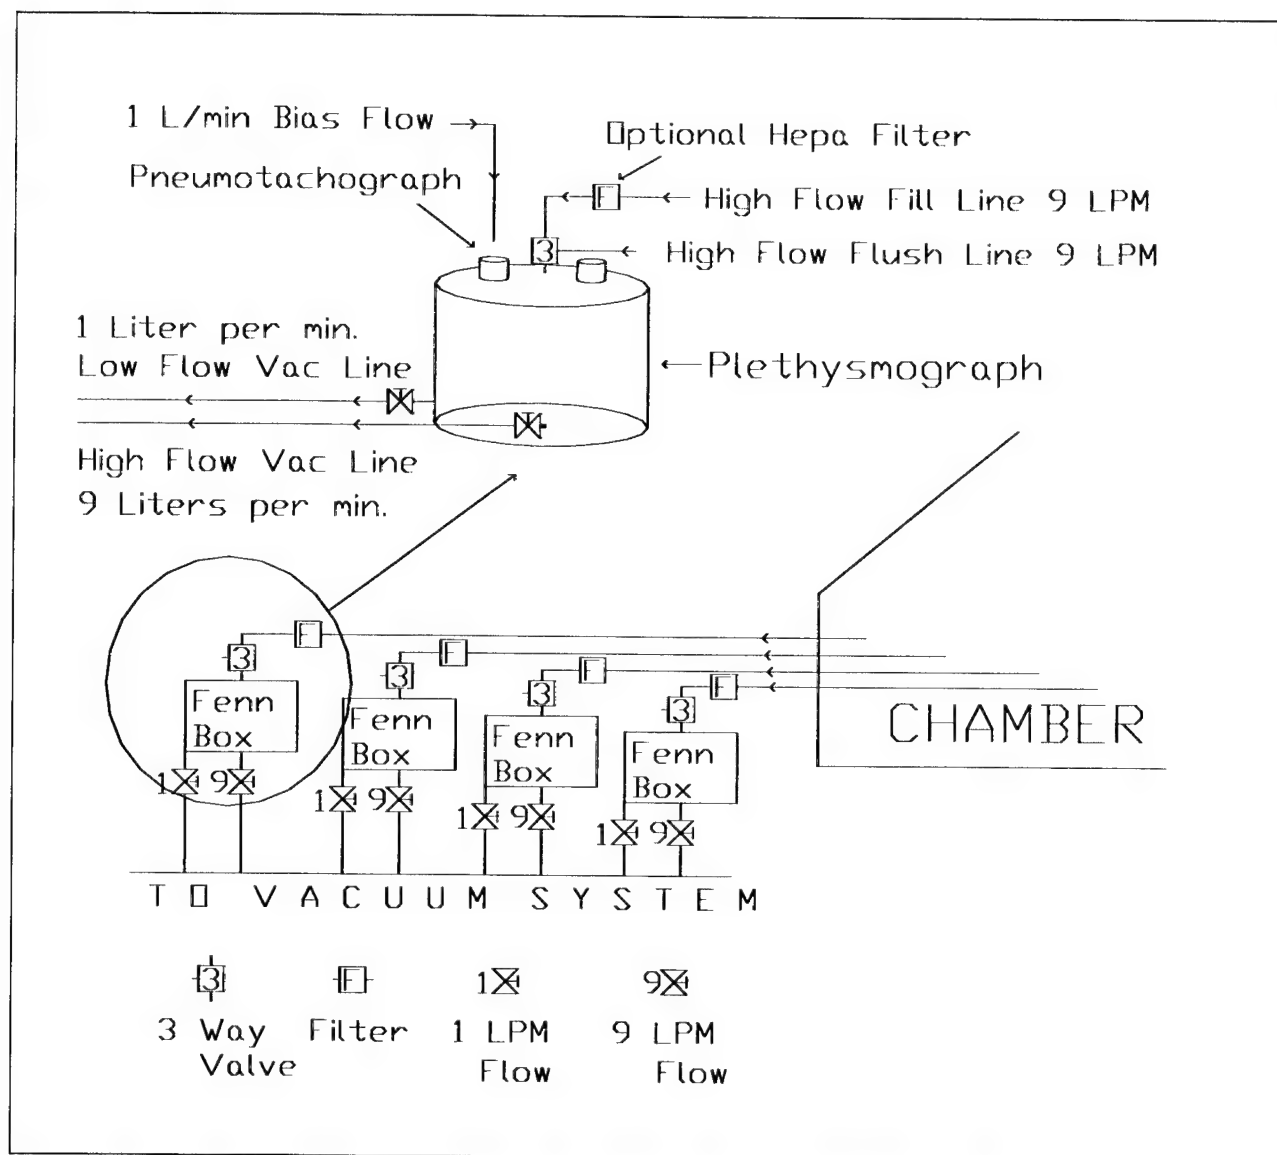 1 L/min Bias Flow
Optional Hepa Filter
Pneumotachograph
F
High Flow Fill Line 9 LPM
3
High Flow Flush Line 9 LPM
1 Liter per min.
Low Flow Vac Line
Plethysmograph
High Flow Vac Line
9 Liters per min.
F
F
F
F
3
3
3
3
Fenn
Box
Fenn
Box
Fenn
Box
Fenn
Box
CHAMBER
1 9
1 9
1 9
1 9
TO VACUUM SYSTEM
3
F
1
9
3 Way
Valve
Filter
1 LPM
Flow
9 LPM
Flow